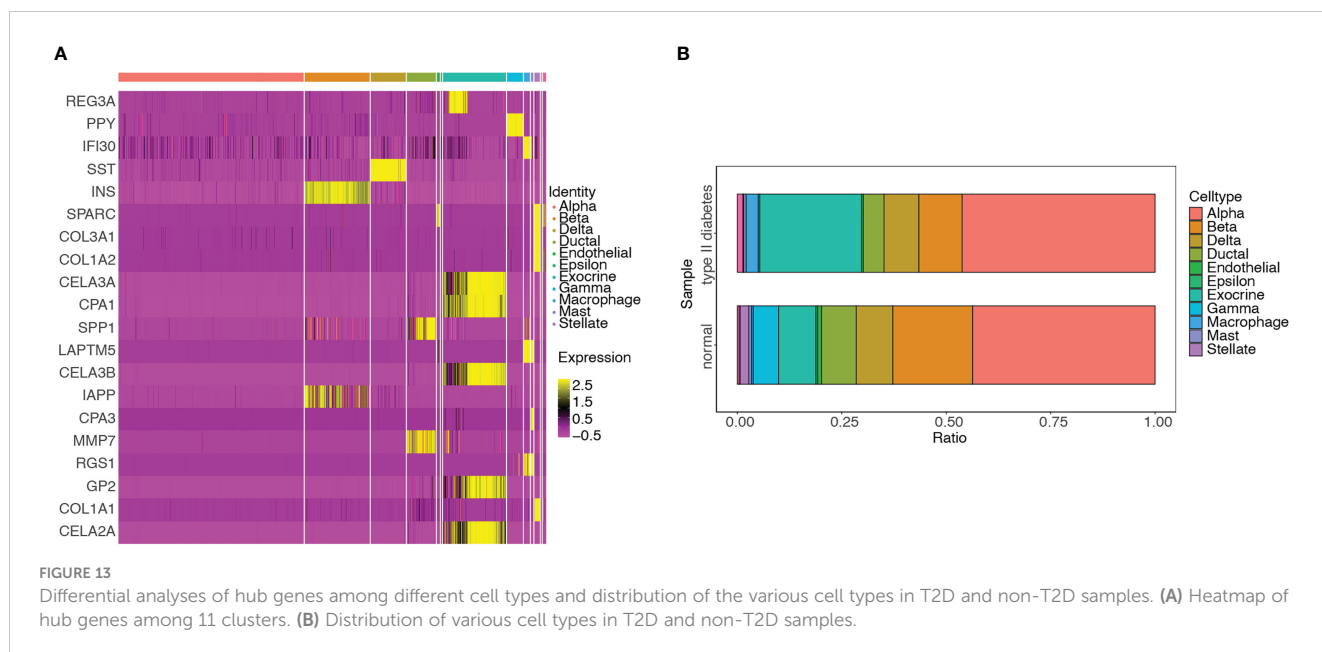 A
REG3A
PPY
IFI30
SST
INS
SPARC
COL3A1
COL1A2
CELA3A
CPA1
SPP1
LAPTM5
CELA3B
IAPP
CPA3
MMP7
RGS1
GP2
COL1A1
CELA2A
Identity
Alpha
Beta
Delta
Ductal
Endothelial
Epsilon
Exocrine
Gamma
Macrophage
Mast
Stellate
Expression
2.5
1.5
0.5
−0.5
B
Sample
type II diabetes
normal
0.00 0.25 0.50 0.75 1.00
Ratio
Celltype
Alpha
Beta
Delta
Ductal
Endothelial
Epsilon
Exocrine
Gamma
Macrophage
Mast
Stellate
FIGURE 13
Differential analyses of hub genes among different cell types and distribution of the various cell types in T2D and non-T2D samples. (A) Heatmap of
hub genes among 11 clusters. (B) Distribution of various cell types in T2D and non-T2D samples.